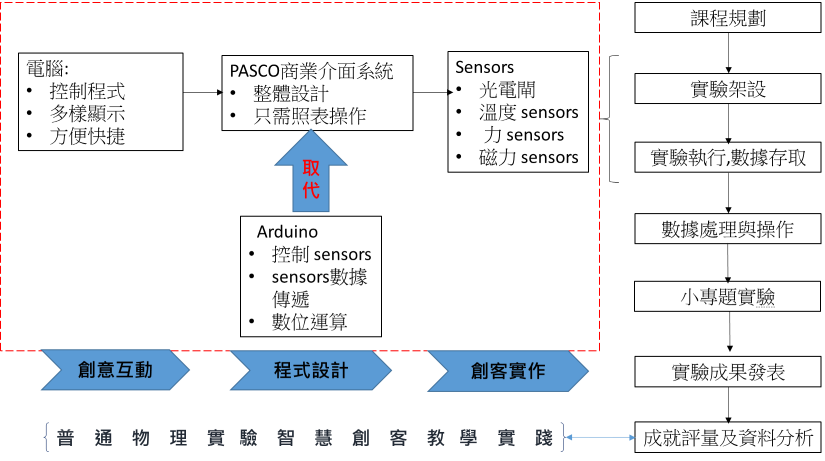 電腦:
• 控制程式
• 多樣顯示
• 方便快捷
PASCO商業介面系統
• 整體設計
• 只需照表操作
Sensors
• 光電閘
• 溫度 sensors
• 力 sensors
• 磁力 sensors
取
代
Arduino
• 控制 sensors
• sensors數據
傳遞
• 數位運算
創意互動
程式設計
創客實作
普通物理實驗智慧創客教學實踐
課程規劃
實驗架設
實驗執行,數據存取
數據處理與操作
小專題實驗
實驗成果發表
成就評量及資料分析